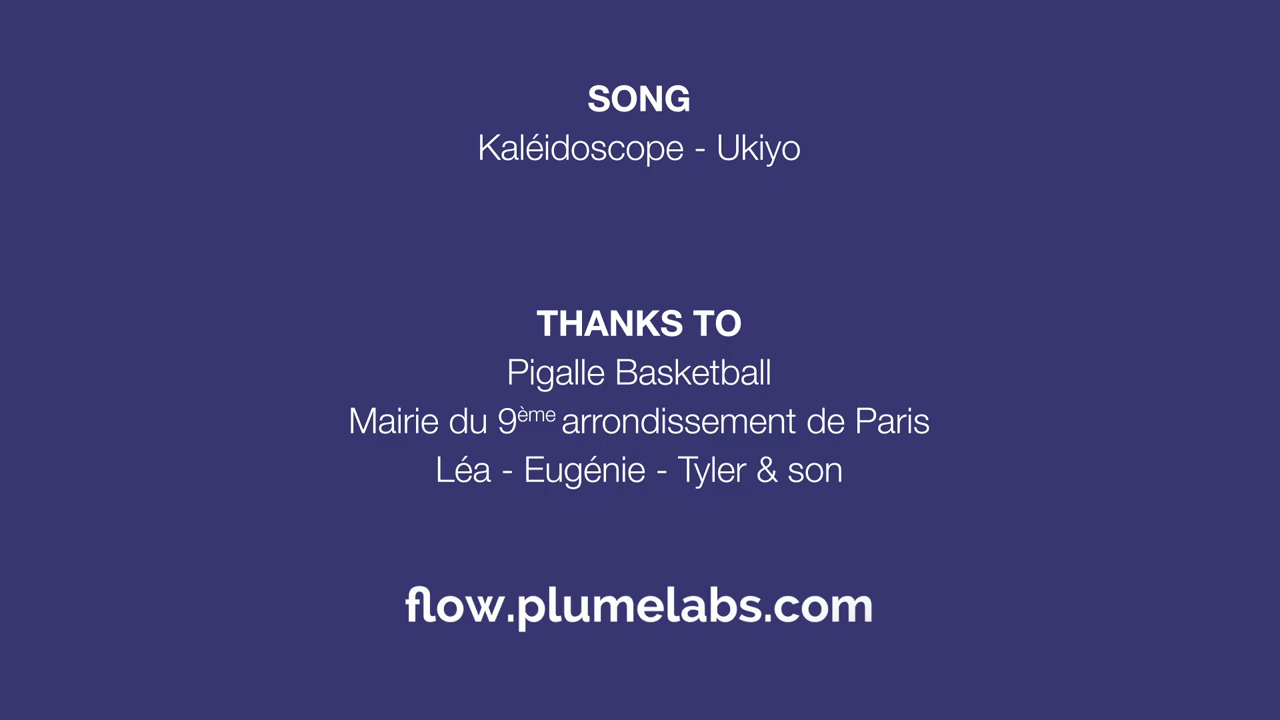 SONG
Kaléidoscope - Ukiyo
THANKS TO
Pigalle Basketball
Mairie du 9ème arrondissement de Paris
Léa - Eugénie - Tyler & son
flow.plumelabs.com